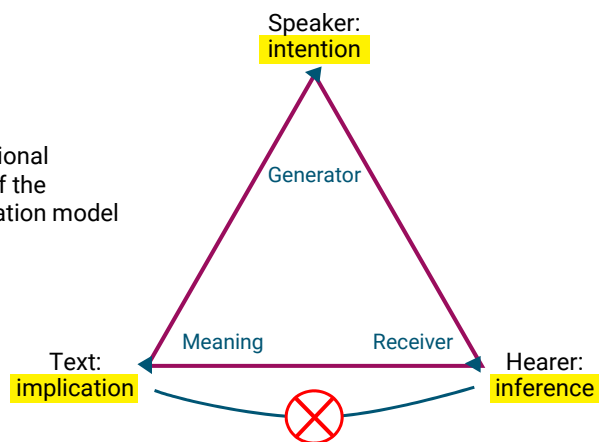 Speaker:
intention
ional
f the
ation model
Generator
Meaning
Receiver
Text:
implication
Hearer:
inference